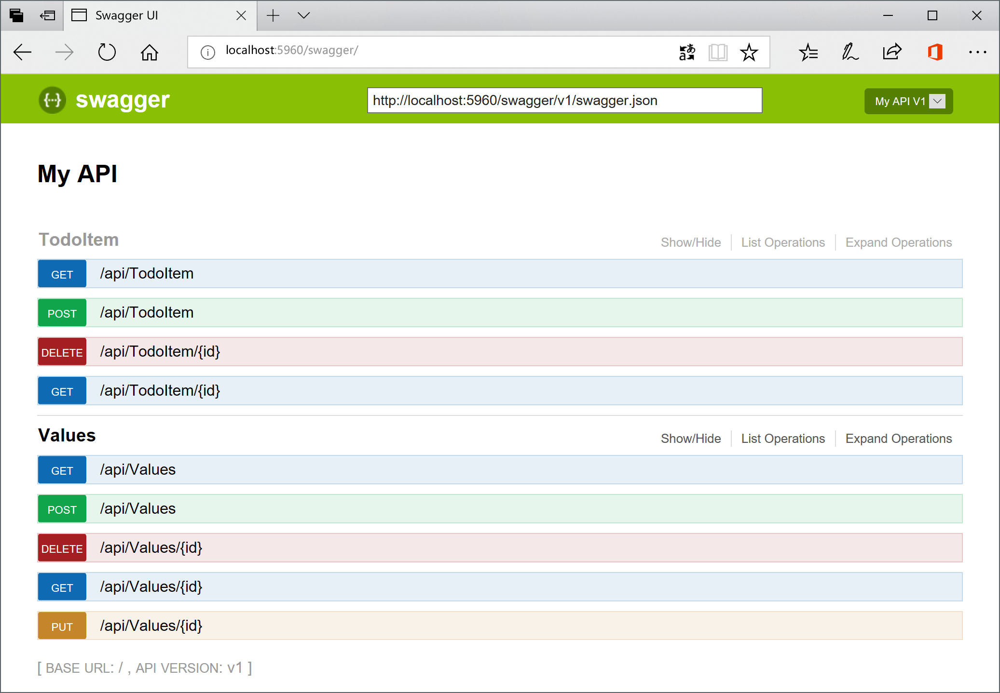 Swagger UI
localhost:5960/swagger/
swagger
http://localhost:5960/swagger/v1/swagger.json
My API V1
My API
TodoItem
Show/Hide
List Operations
Expand Operations
GET /api/TodoItem
POST /api/TodoItem
DELETE /api/TodoItem/{id}
GET /api/TodoItem/{id}
Values
Show/Hide
List Operations
Expand Operations
GET /api/Values
POST /api/Values
DELETE /api/Values/{id}
GET /api/Values/{id}
PUT /api/Values/{id}
[ BASE URL: / , API VERSION: v1 ]